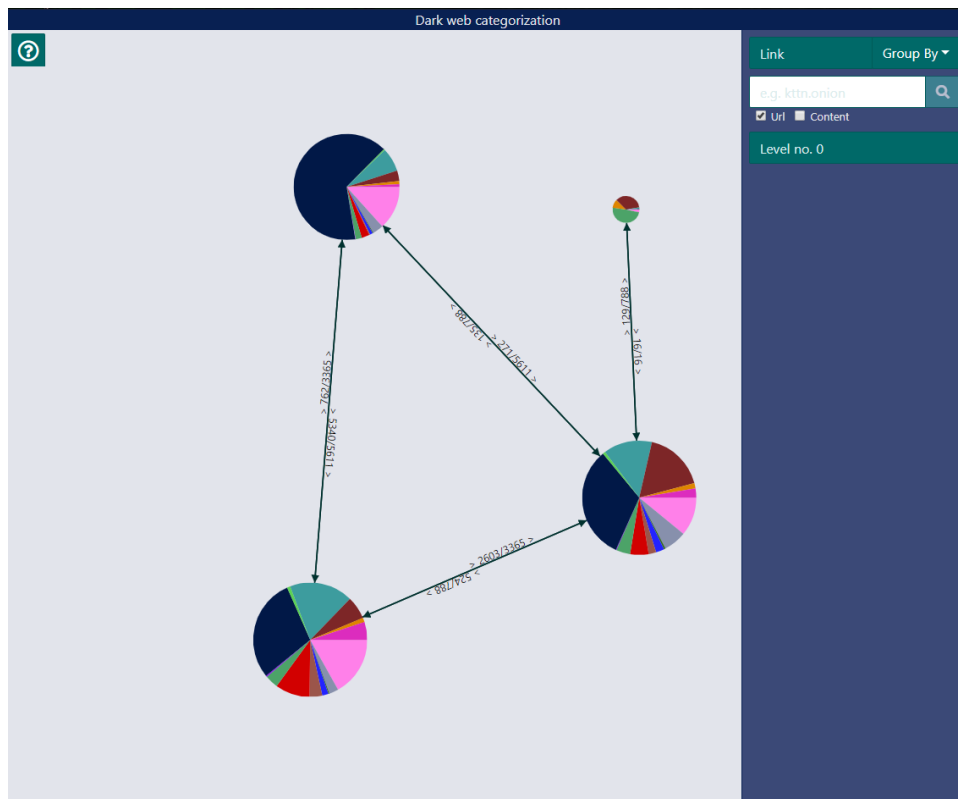 Dark web categorization
?
Link
Group By
e.g. kttn.onion
Url
Content
Level no. 0
> 129/788 >
> 16/16 >
> 135/788 >
> 271/5611 >
> 762/3365 >
> 5340/5611 >
> 2603/3365 >
> 524/788 >